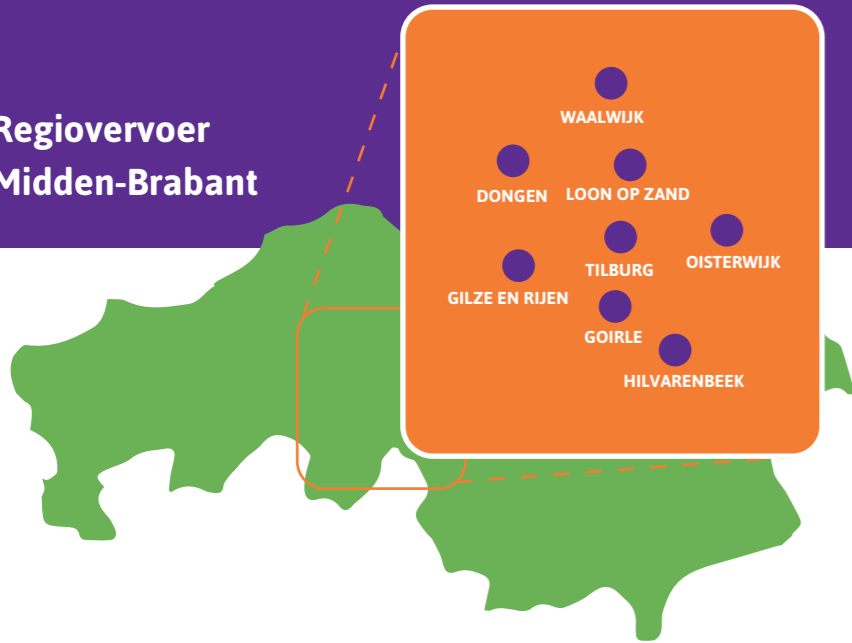 Regiovervoer
Midden-Brabant
WAALWIJK
DONGEN
LOON OP ZAND
TILBURG
OISTERWIJK
GILZE EN RIJEN
GOIRLE
HILVARENBEEK